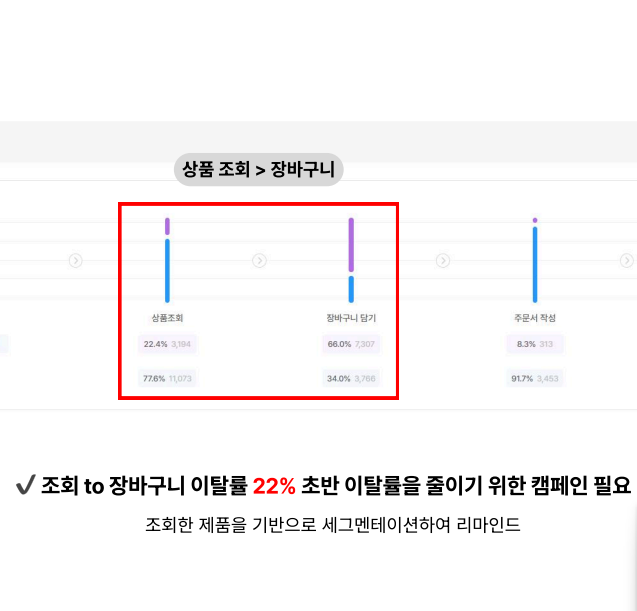 상품 조회 > 장바구니
상품조회
장바구니 담기
주문서 작성
22.4% 3,194
66.0% 7,307
8.3% 313
77.6% 11,073
34.0% 3,766
91.7% 3,453
✓ 조회 to 장바구니 이탈률 22% 초반 이탈률을 줄이기 위한 캠페인 필요
조회한 제품을 기반으로 세그멘테이션하여 리마인드